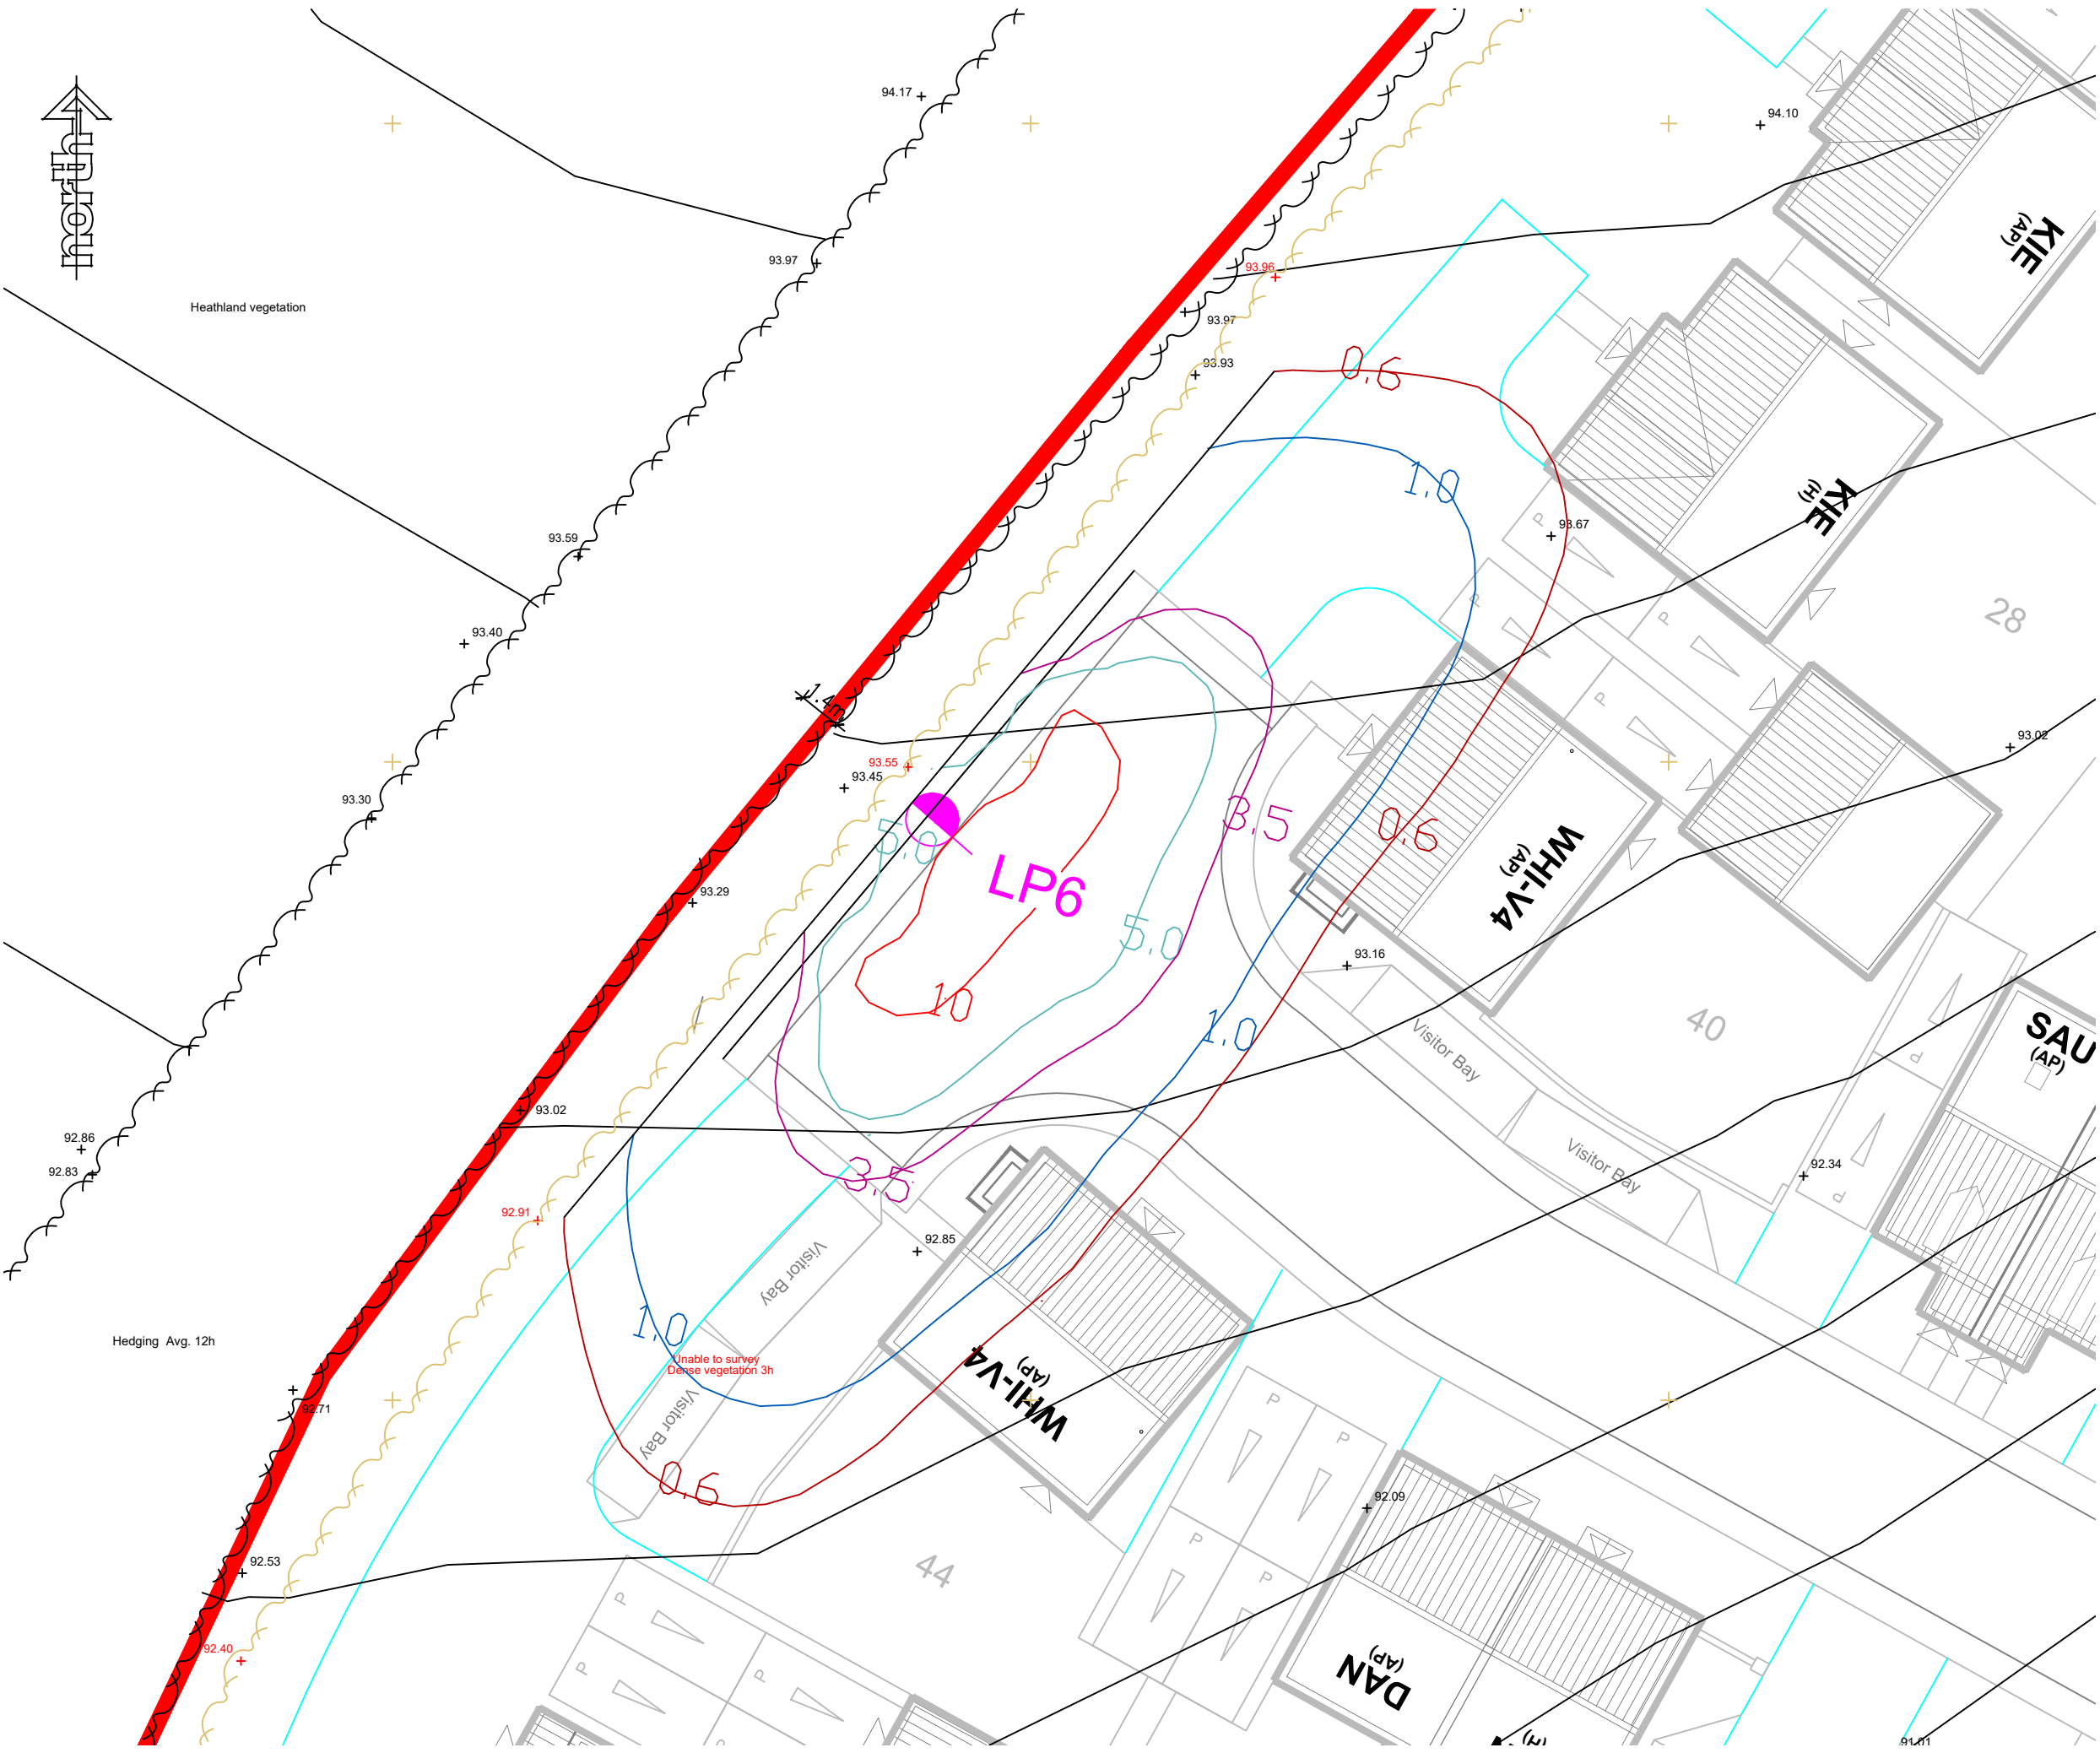 north
Heathland vegetation
94.17
94.10
93.97
93.96
93.97
93.93
KIE
(AP)
0.6
1.0
KIE
(H)
P
93.67
93.59
93.40
P
P
28
P
P
1.4m
93.02
93.55
93.45
93.30
5.0
3.5
0.6
WHI-V4
(AP)
LP6
93.29
5.0
93.16
10
1.0
40
Visitor Bay
SAU
(AP)
P
93.02
92.86
92.83
3.5
Visitor Bay
92.34
P
92.91
92.85
Visitor Bay
1.0
Hedging Avg. 12h
Unable to survey
Dense vegetation 3h
WHI-V4
(AP)
92.71
Visitor Bay
P
P
0.6
92.09
92.53
44
P
P
P
92.40
P
P
DAN
(AP)
(H)
91.01